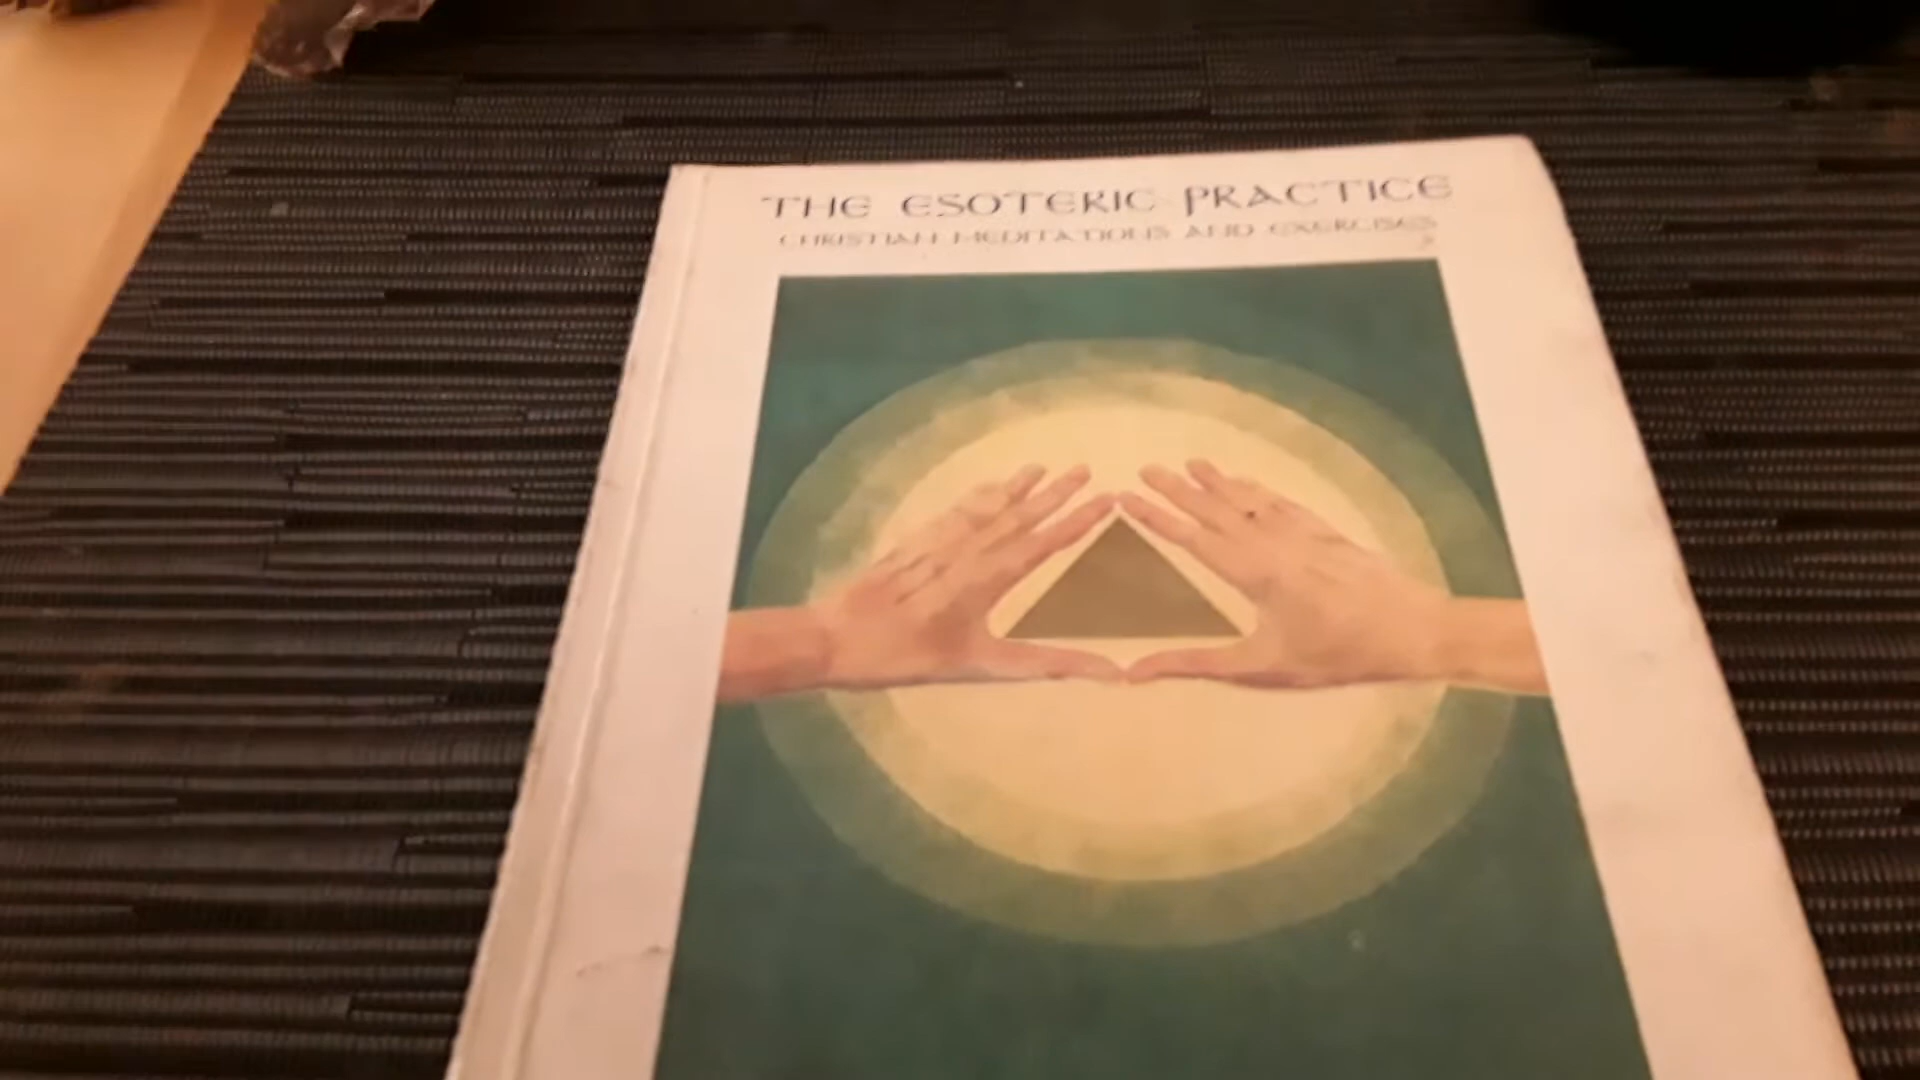 THE ESOTERIC PRACTICE
CHRISTIAN MEDITATIONS AND EXERCISES